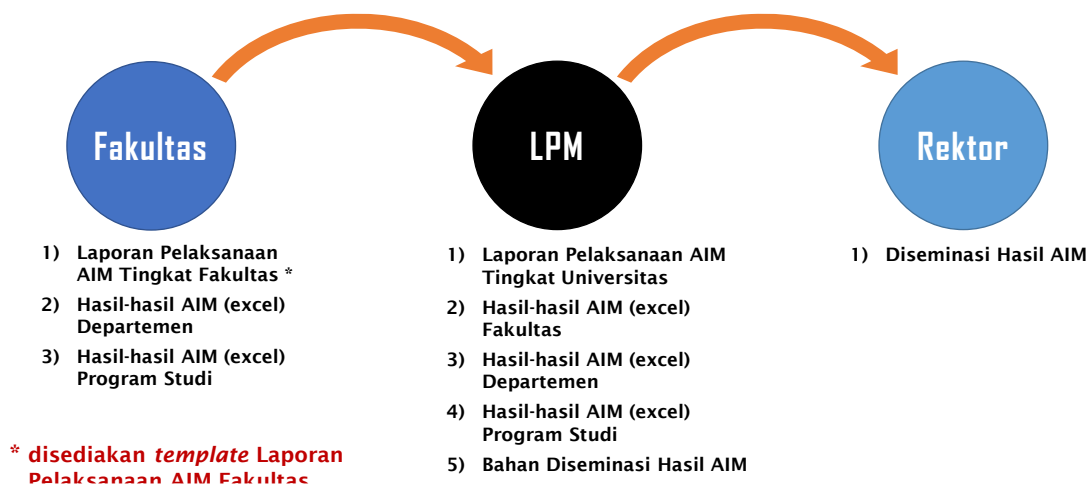 Fakultas
1) Laporan Pelaksanaan
AIM Tingkat Fakultas *
2) Hasil-hasil AIM (excel)
Departemen
3) Hasil-hasil AIM (excel)
Program Studi
* disediakan template Laporan
Pelaksanaan AIM Fakultas
LPM
1) Laporan Pelaksanaan AIM
Tingkat Universitas
2) Hasil-hasil AIM (excel)
Fakultas
3) Hasil-hasil AIM (excel)
Departemen
4) Hasil-hasil AIM (excel)
Program Studi
5) Bahan Diseminasi Hasil AIM
Rektor
1) Diseminasi Hasil AIM